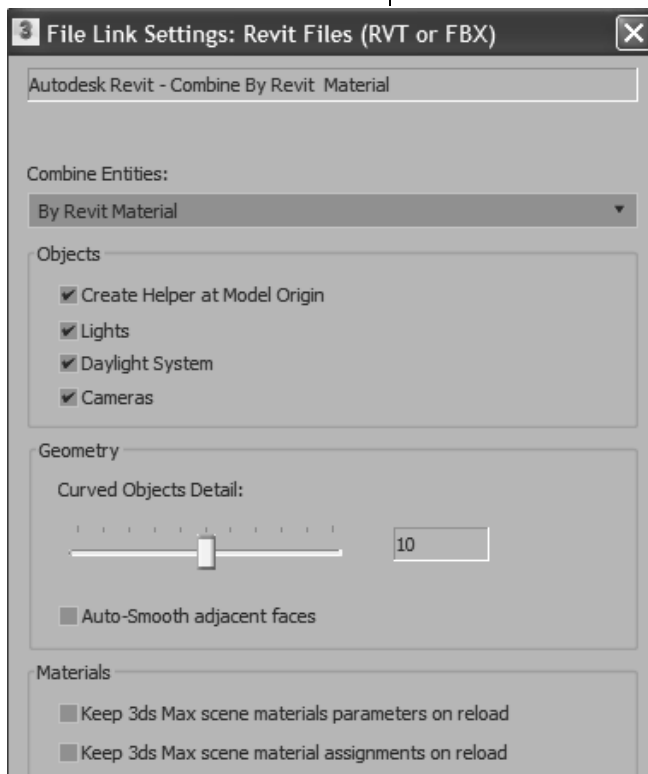 File Link Settings: Revit Files (RVT or FBX)
Autodesk Revit - Combine By Revit  Material
Combine Entities:
By Revit Material
Objects
Create Helper at Model Origin
Lights
Daylight System
Cameras
Geometry
Curved Objects Detail:
10
Auto-Smooth adjacent faces
Materials
Keep 3ds Max scene materials parameters on reload
Keep 3ds Max scene material assignments on reload